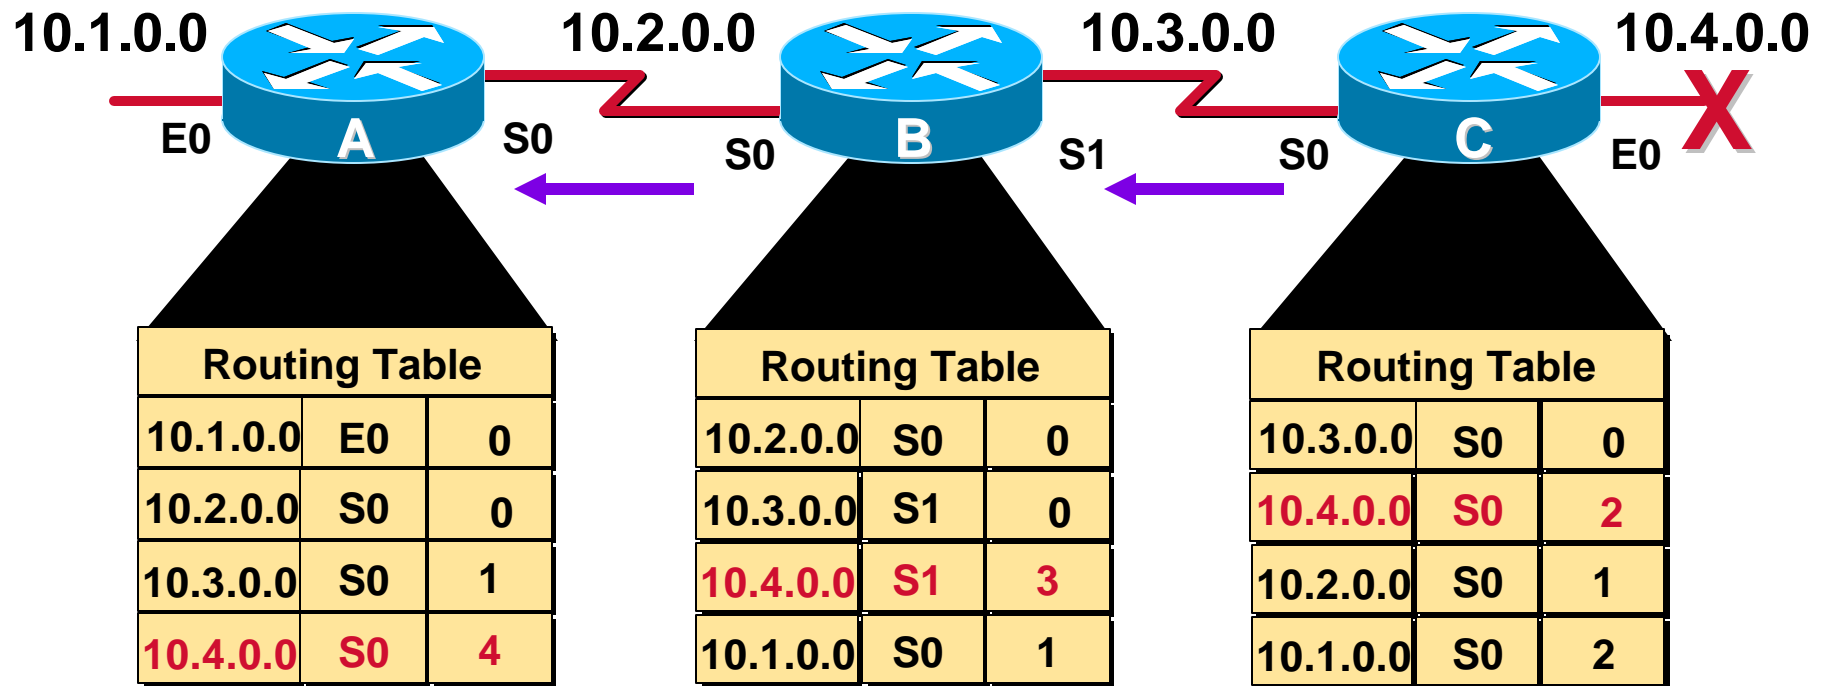 10.1.0.0 10.2.0.0 10.3.0.0 10.4.0.0
X
A B C
E0 S0 S0 S1 S0 E0
Routing Table
10.1.0.0 E0 0
10.2.0.0 S0 0
10.3.0.0 S0 1
10.4.0.0 S0 4
Routing Table
10.2.0.0 S0 0
10.3.0.0 S1 0
10.4.0.0 S1 3
10.1.0.0 S0 1
Routing Table
10.3.0.0 S0 0
10.4.0.0 S0 2
10.2.0.0 S0 1
10.1.0.0 S0 2